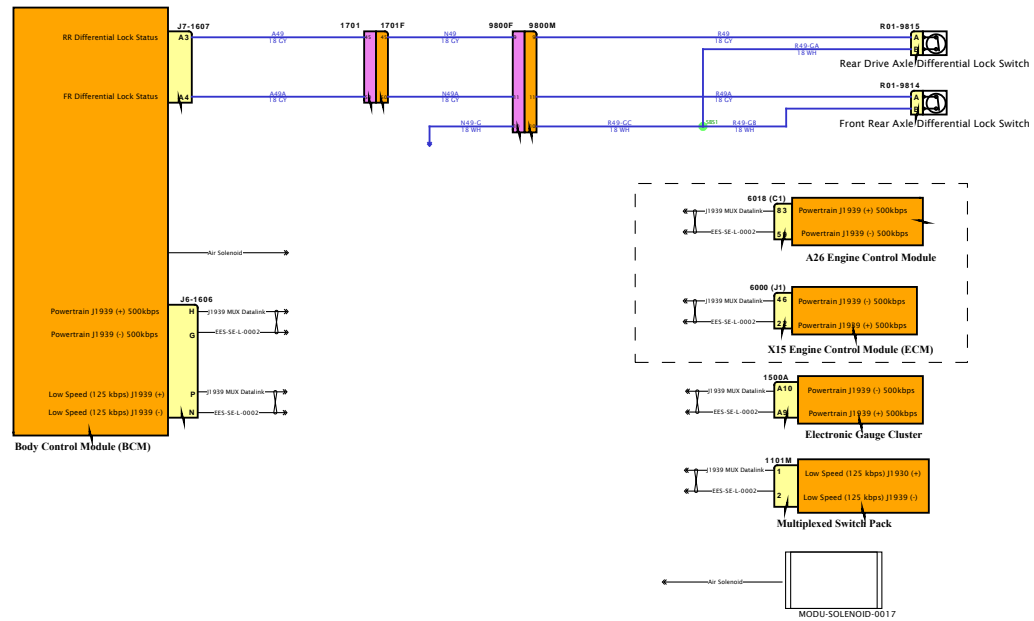 J7-1607
1701
1701F
9800F
9800M
R01-9815
RR Differential Lock Status
A3
A49
18 GY
45
45
N49
18 GY
R49
18 GY
A
B
R49-GA
18 WH
Rear Drive Axle Differential Lock Switch
FR Differential Lock Status
A4
A49A
18 GY
N49A
18 GY
R49A
18 GY
R01-9814
A
B
N49-G
18 WH
R49-GC
18 WH
S851
R49-GB
18 WH
Front Rear Axle Differential Lock Switch
Air Solenoid
J6-1606
Powertrain J1939 (+) 500kbps
H
J1939 MUX Datalink
Powertrain J1939 (-) 500kbps
G
EES-SE-L-0002
Low Speed (125 kbps) J1939 (+)
P
J1939 MUX Datalink
Low Speed (125 kbps) J1939 (-)
N
EES-SE-L-0002
Body Control Module (BCM)
6018 (C1)
J1939 MUX Datalink
83
Powertrain J1939 (+) 500kbps
EES-SE-L-0002
Powertrain J1939 (-) 500kbps
A26 Engine Control Module
6000 (J1)
J1939 MUX Datalink
46
Powertrain J1939 (-) 500kbps
EES-SE-L-0002
22
Powertrain J1939 (+) 500kbps
X15 Engine Control Module (ECM)
1500A
J1939 MUX Datalink
A10
Powertrain J1939 (-) 500kbps
EES-SE-L-0002
A9
Powertrain J1939 (+) 500kbps
Electronic Gauge Cluster
1101M
J1939 MUX Datalink
1
Low Speed (125 kbps) J1930 (+)
EES-SE-L-0002
2
Low Speed (125 kbps) J1939 (-)
Multiplexed Switch Pack
Air Solenoid
MODU-SOLENOID-0017